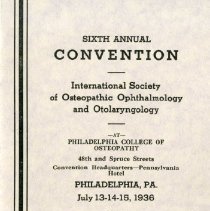 SIXTH ANNUAL
CONVENTION
International Society
of Osteopathic Ophthalmology
and Otolaryngology
—AT—
PHILADELPHIA COLLEGE OF
OSTEOPATHY
48th and Spruce Streets
Convention Headquarters—Pennsylvania
Hotel
PHILADELPHIA, PA.
July 13-14-15, 1936